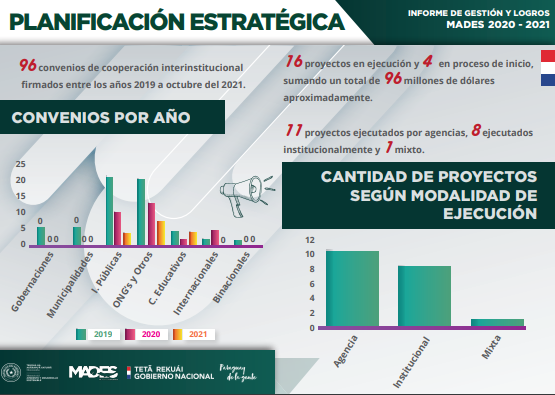 PLANIFICACIÓN ESTRATÉGICA
INFORME DE GESTIÓN Y LOGROS
MADES 2020 - 2021
96 convenios de cooperación interinstitucional
firmados entre los años 2019 a octubre del 2021.
CONVENIOS POR AÑO
25
20
15
10
5
0
0
0 0
0
0 0
0
0 0
Gobernaciones
Municipalidades
I. Públicas
ONG's y Otros
C. Educativos
Internacionales
Binacionales
2019
2020
2021
16 proyectos en ejecución y 4 en proceso de inicio,
sumando un total de 96 millones de dólares
aproximadamente.
11 proyectos ejecutados por agencias, 8 ejecutados
institucionalmente y 1 mixto.
CANTIDAD DE PROYECTOS
SEGÚN MODALIDAD DE
EJECUCIÓN
12
10
8
6
4
2
0
Agencia
Institucional
Mixta
MADES
TETÃ REKUÁI
GOBIERNO NACIONAL
Paraguay
de la gente